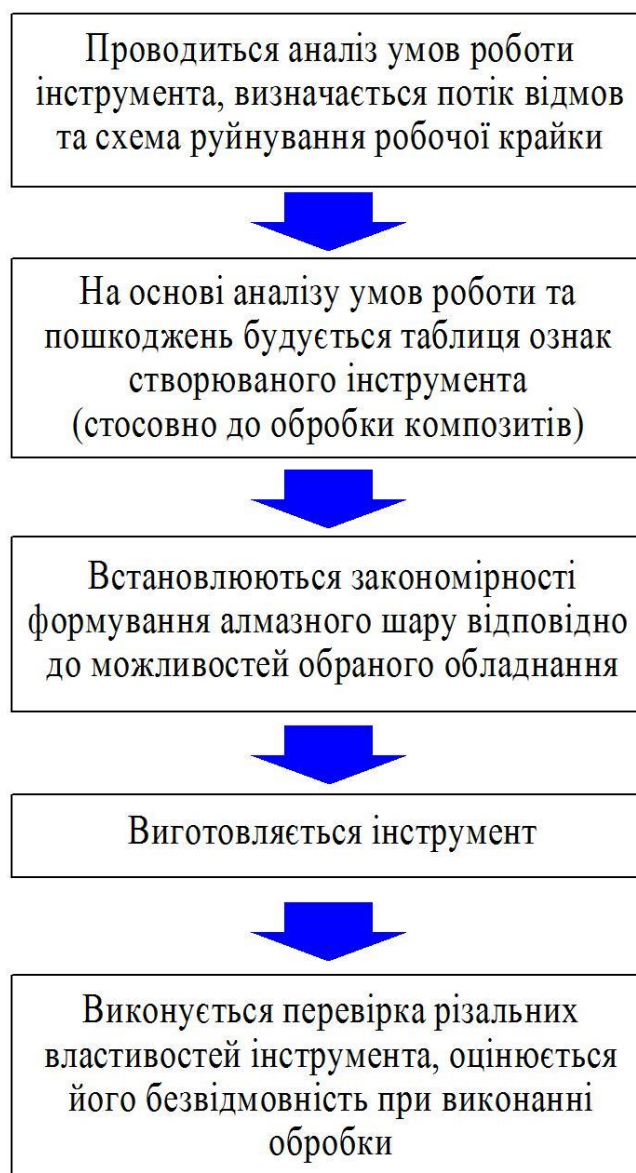 Проводиться аналіз умов роботи
інструмента, визначається потік відмов
та схема руйнування робочої крайки
На основі аналізу умов роботи та
пошкоджень будується таблиця ознак
створюваного інструмента
(стосовно до обробки композитів)
Встановлюються закономірності
формування алмазного шару відповідно
до можливостей обраного обладнання
Виготовляється інструмент
Виконується перевірка різальних
властивостей інструмента, оцінюється
його безвідмовність при виконанні
обробки